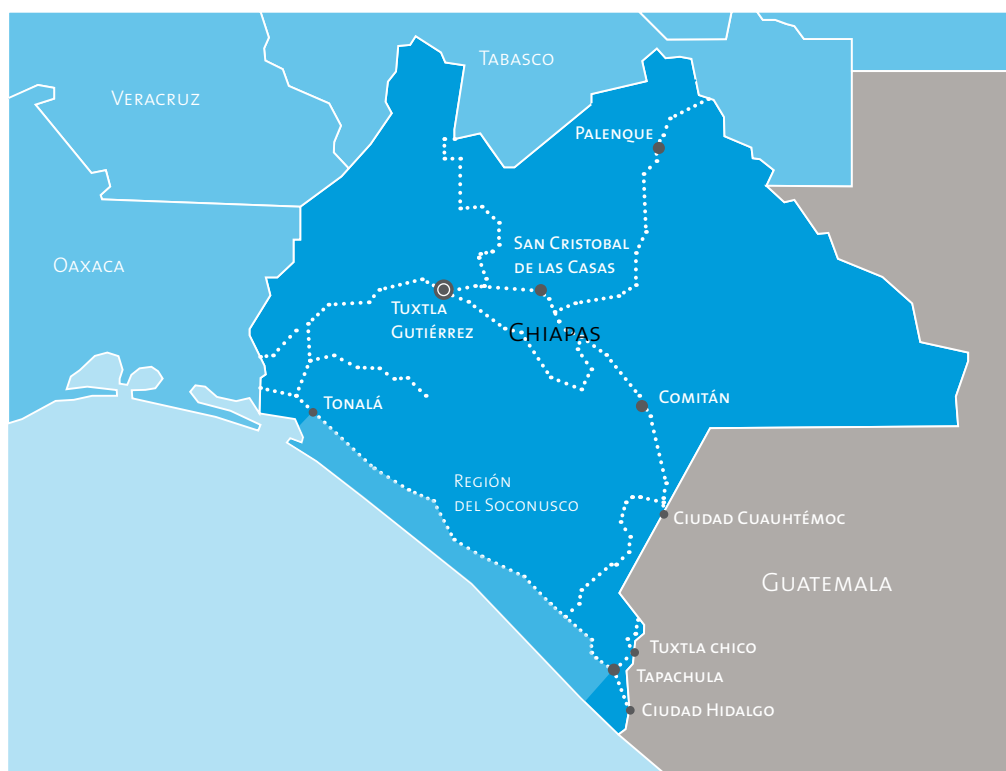 Tabasco
Veracruz
Palenque
San Cristobal
de las Casas
Oaxaca
Tuxtla
Gutiérrez
Chiapas
Comitán
Tonalá
Región
del Soconusco
Ciudad Cuauhtémoc
Guatemala
Tuxtla chico
Tapachula
Ciudad Hidalgo